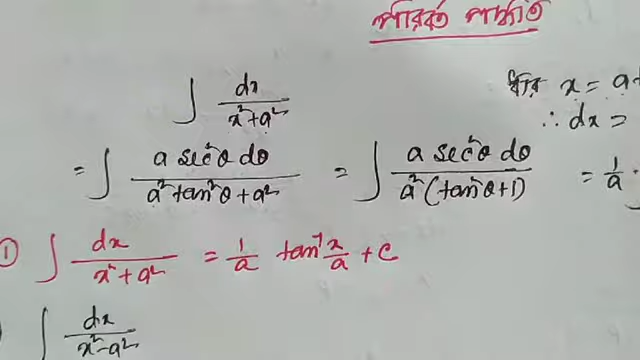 পরিবর্ত পদ্ধতি
∫ dx / (x² + a²)
ধরি x = a
∴ dx =
= ∫ a sec²θ dθ / (a² tan²θ + a²) = ∫ a sec²θ dθ / (a² (tan²θ + 1)) = 1/a
① ∫ dx / (x² + a²) = 1/a tan⁻¹ x/a + c
∫ dx / (x² - a²)